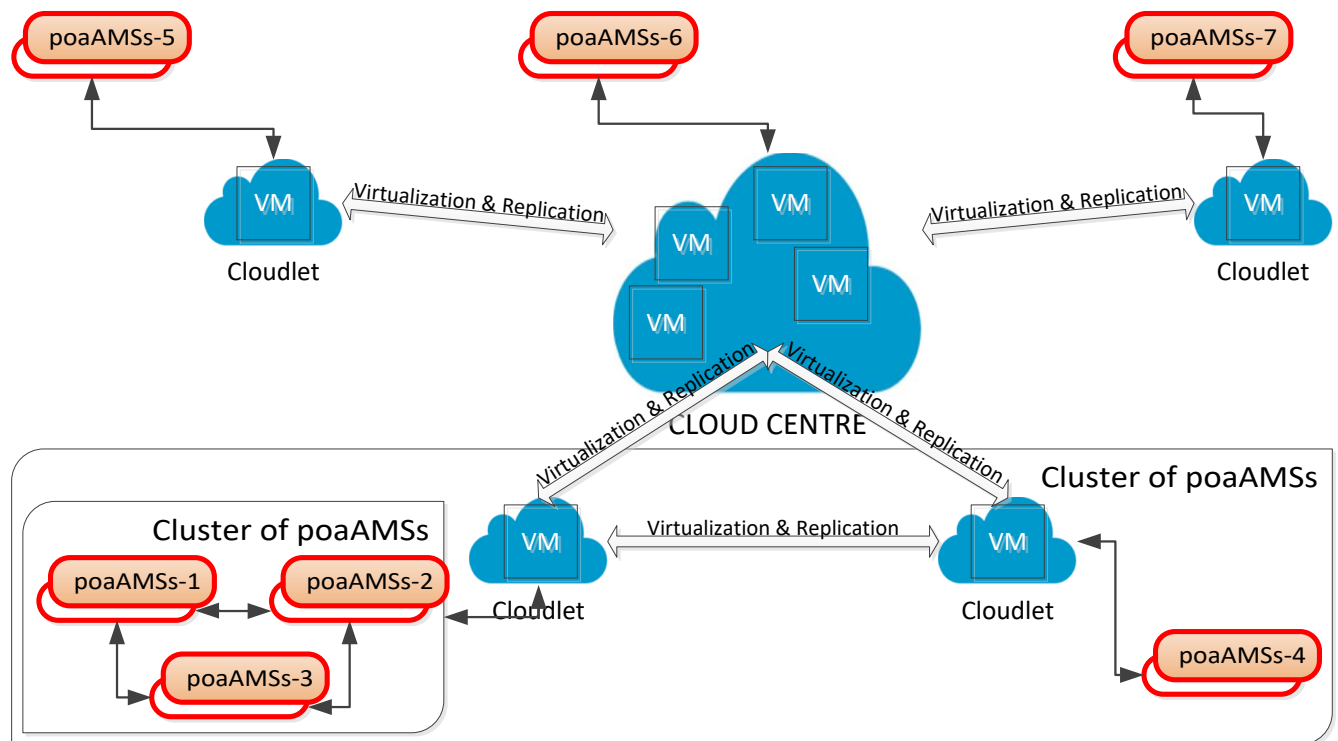 poaAMSs-5
poaAMSs-6
poaAMSs-7
VM
Virtualization & Replication
VM
Virtualization & Replication
VM
VM
VM
VM
Cloudlet
Cloudlet
Virtualization & Replication
Virtualization & Replication
CLOUD CENTRE
Cluster of poaAMSs
Cluster of poaAMSs
VM
Virtualization & Replication
VM
poaAMSs-1
poaAMSs-2
Cloudlet
Cloudlet
poaAMSs-3
poaAMSs-4